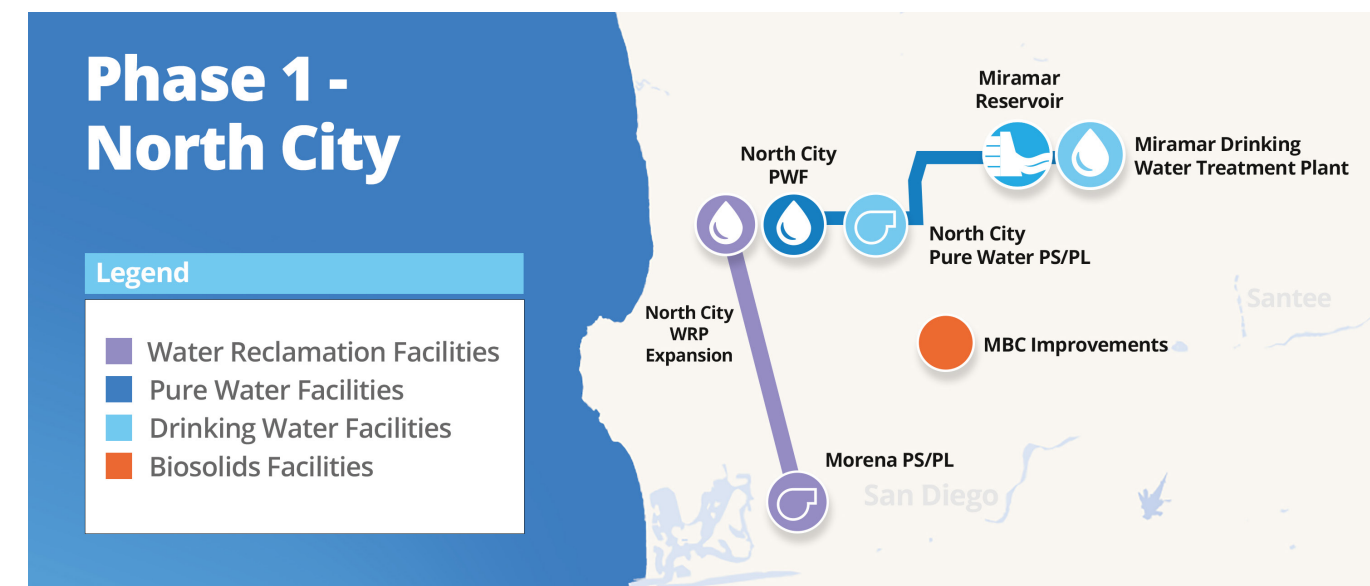 Phase 1 -
North City
Legend
Water Reclamation Facilities
Pure Water Facilities
Drinking Water Facilities
Biosolids Facilities
Miramar
Reservoir
Miramar Drinking
Water Treatment Plant
North City
PWF
North City
Pure Water PS/PL
Santee
North City
WRP
Expansion
MBC Improvements
Morena PS/PL
San Diego